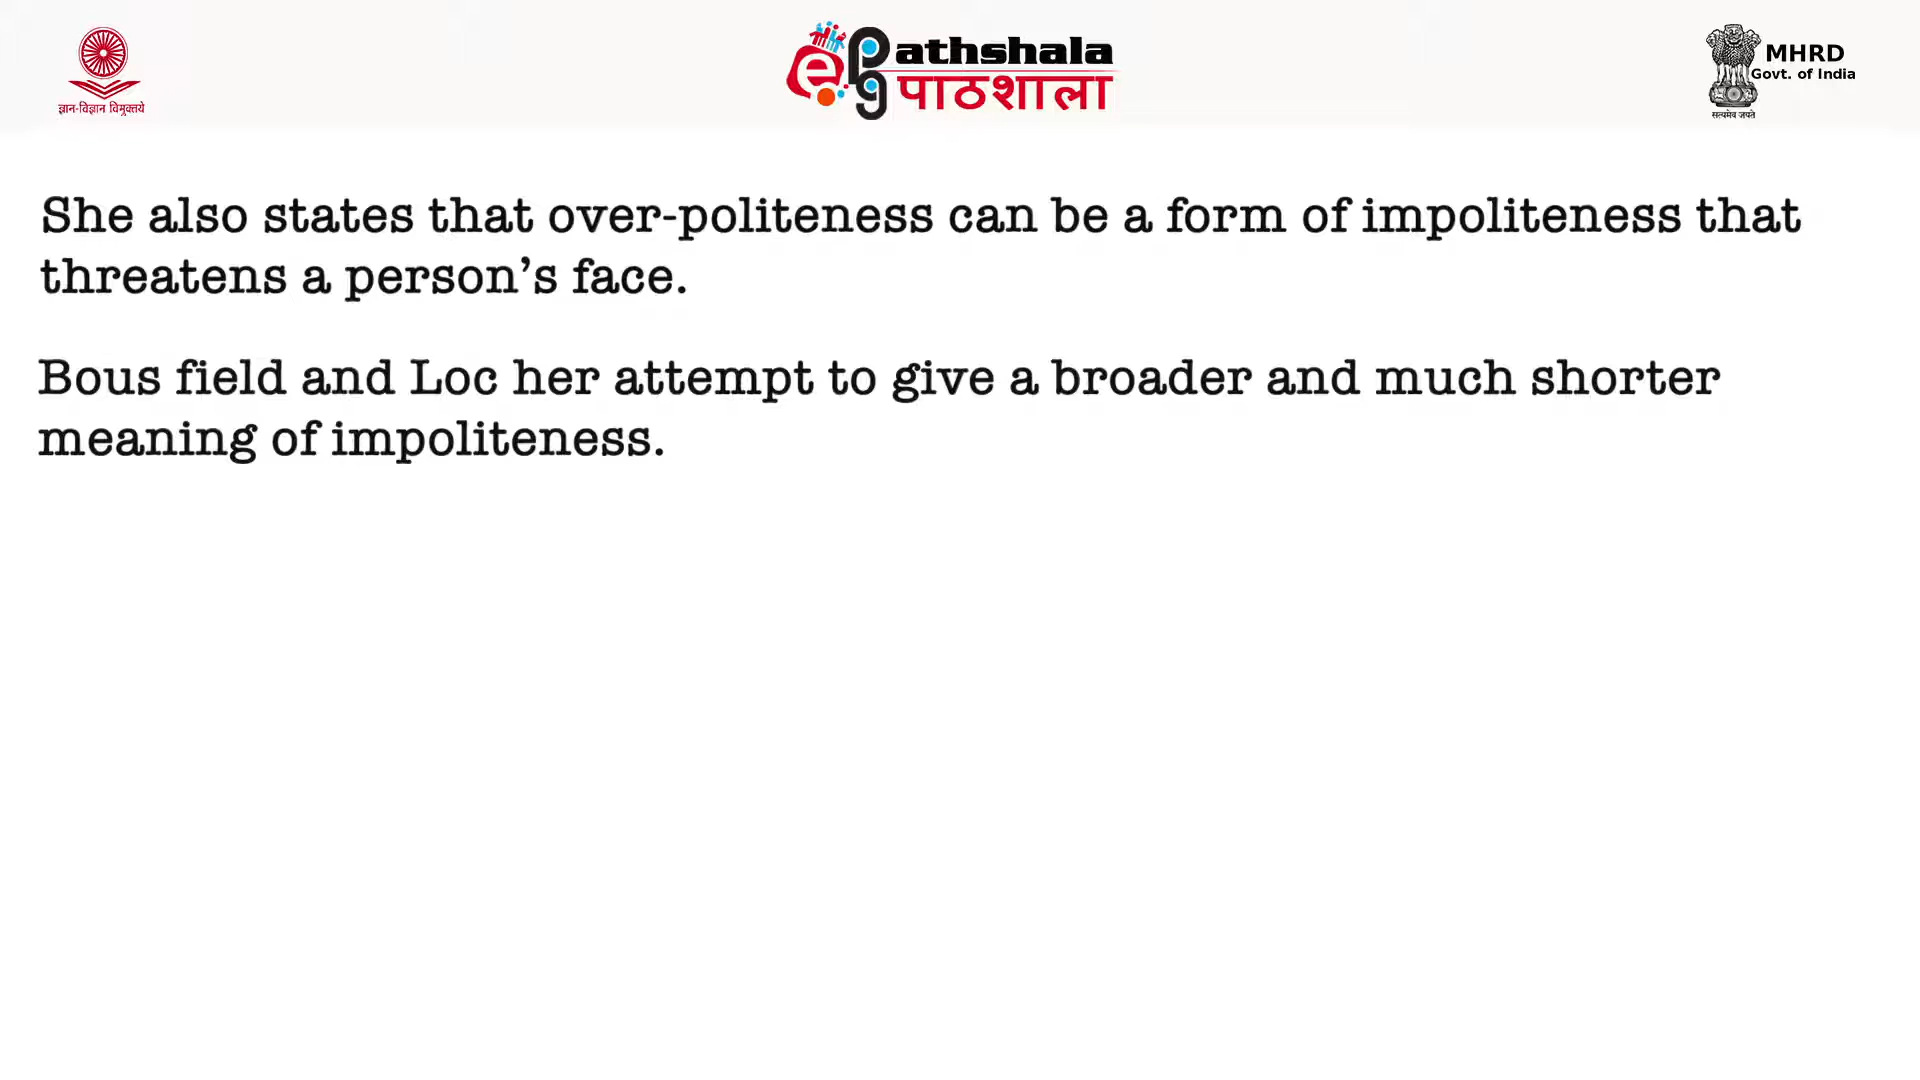 ज्ञान-विज्ञान विमुक्तये
e pg athshala
पाठशाला
MHRD
Govt. of India
सत्यमेव जयते
She also states that over-politeness can be a form of impoliteness that
threatens a person’s face.
Bous field and Loc her attempt to give a broader and much shorter
meaning of impoliteness.